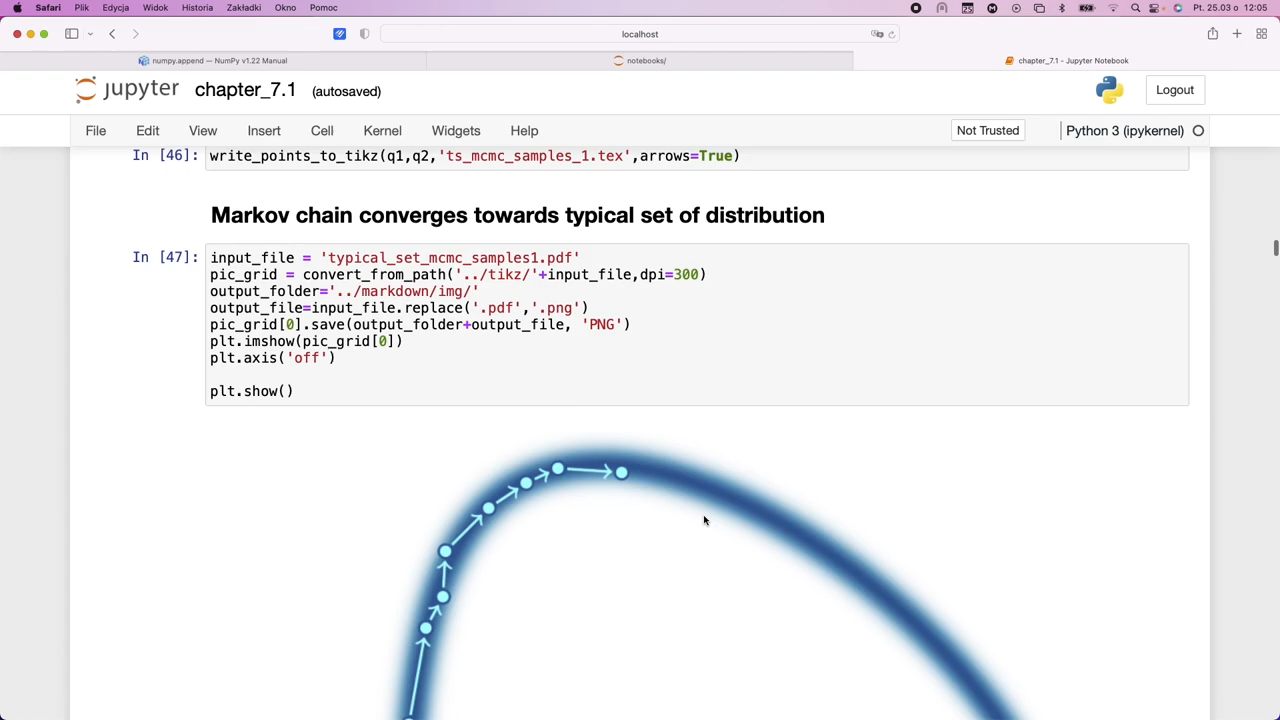 Safari Plik Edycja Widok Historia Zakładki Okno Pomoc Pt. 25.03 o 12:05
localhost
numpy.append — NumPy v1.22 Manual notebooks/ chapter_7.1 - Jupyter Notebook
jupyter chapter_7.1 (autosaved) Logout
File Edit View Insert Cell Kernel Widgets Help Not Trusted Python 3 (ipykernel)
In [46]: write_points_to_tikz(q1,q2,'ts_mcmc_samples_1.tex',arrows=True)
Markov chain converges towards typical set of distribution
In [47]: input_file = 'typical_set_mcmc_samples1.pdf'
pic_grid = convert_from_path('../tikz/'+input_file,dpi=300)
output_folder='../markdown/img/'
output_file=input_file.replace('.pdf','.png')
pic_grid[0].save(output_folder+output_file, 'PNG')
plt.imshow(pic_grid[0])
plt.axis('off')
plt.show()